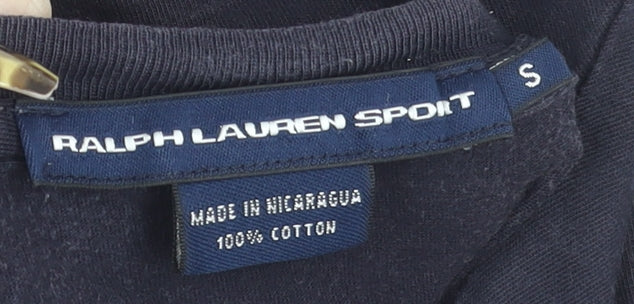 RALPH LAUREN SPORT
S
MADE IN NICARAGUA
100% COTTON